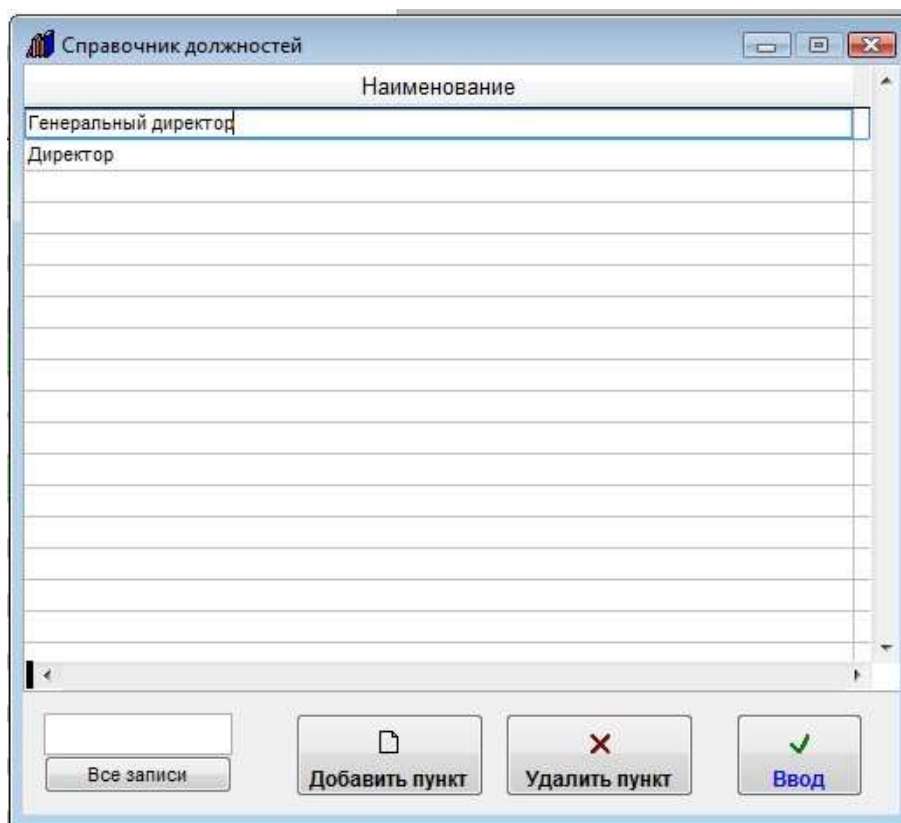 Справочник должностей
Наименование
Генеральный директор
Директор
Все записи
Добавить пункт
Удалить пункт
Ввод